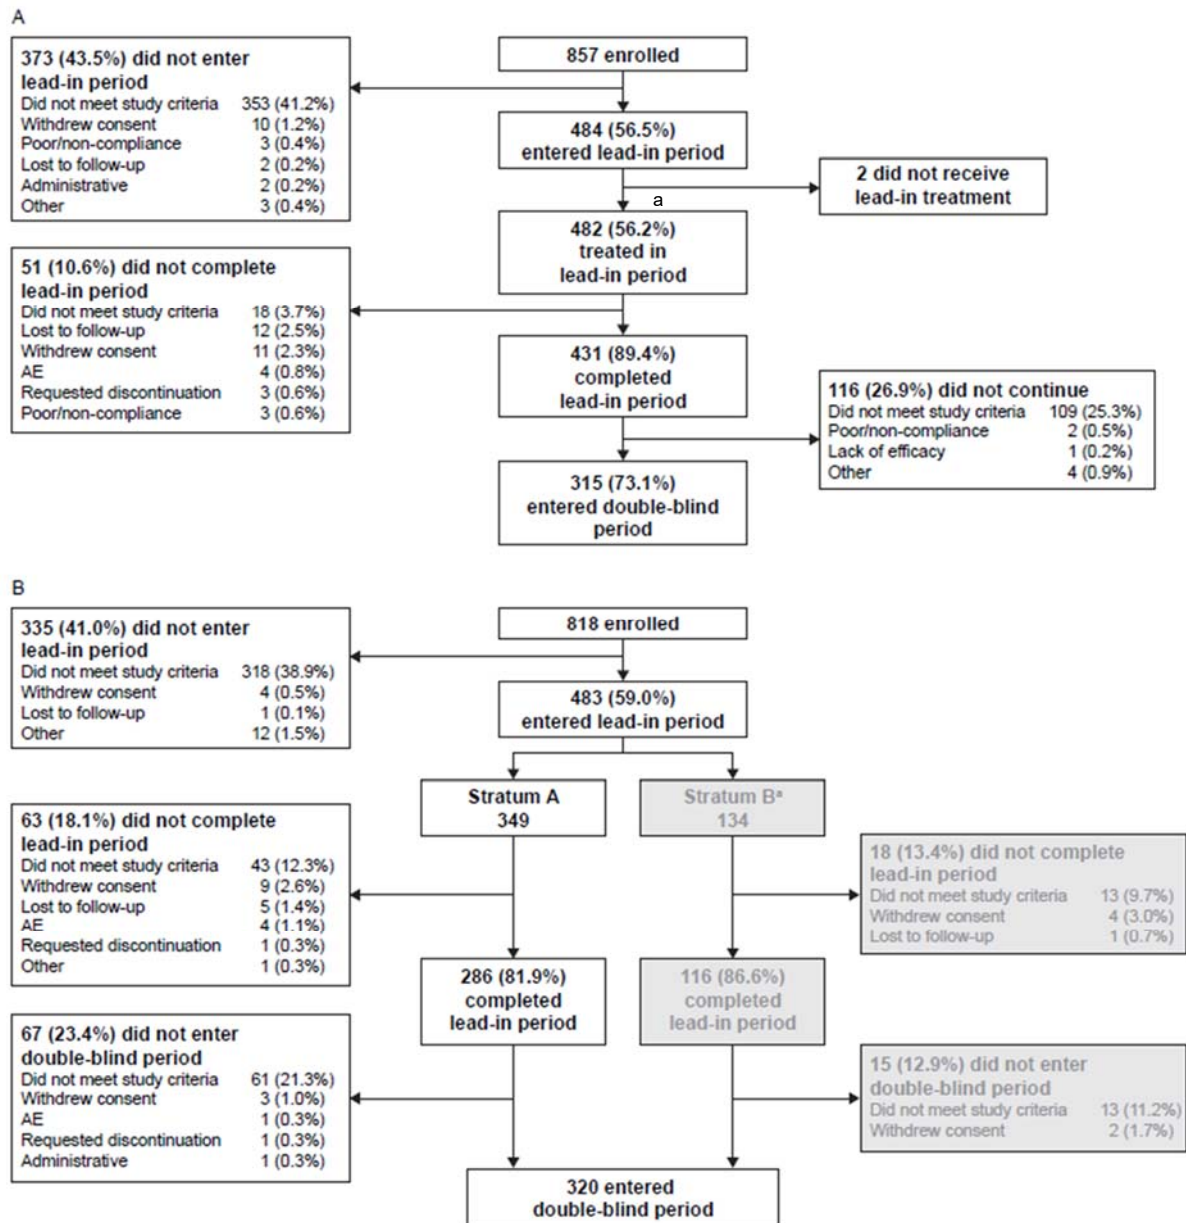 A
373 (43.5%) did not enter
lead-in period
Did not meet study criteria 353 (41.2%)
Withdrew consent 10 (1.2%)
Poor/non-compliance 3 (0.4%)
Lost to follow-up 2 (0.2%)
Administrative 2 (0.2%)
Other 3 (0.4%)
857 enrolled
484 (56.5%)
entered lead-in period
2 did not receive
lead-in treatment
a
482 (56.2%)
treated in
lead-in period
51 (10.6%) did not complete
lead-in period
Did not meet study criteria 18 (3.7%)
Lost to follow-up 12 (2.5%)
Withdrew consent 11 (2.3%)
AE 4 (0.8%)
Requested discontinuation 3 (0.6%)
Poor/non-compliance 3 (0.6%)
431 (89.4%)
completed
lead-in period
116 (26.9%) did not continue
Did not meet study criteria 109 (25.3%)
Poor/non-compliance 2 (0.5%)
Lack of efficacy 1 (0.2%)
Other 4 (0.9%)
315 (73.1%)
entered double-blind
period
B
335 (41.0%) did not enter
lead-in period
Did not meet study criteria 318 (38.9%)
Withdrew consent 4 (0.5%)
Lost to follow-up 1 (0.1%)
Other 12 (1.5%)
818 enrolled
483 (59.0%)
entered lead-in period
Stratum A
349
Stratum Bª
134
63 (18.1%) did not complete
lead-in period
Did not meet study criteria 43 (12.3%)
Withdrew consent 9 (2.6%)
Lost to follow-up 5 (1.4%)
AE 4 (1.1%)
Requested discontinuation 1 (0.3%)
Other 1 (0.3%)
18 (13.4%) did not complete
lead-in period
Did not meet study criteria 13 (9.7%)
Withdrew consent 4 (3.0%)
Lost to follow-up 1 (0.7%)
286 (81.9%)
completed
lead-in period
116 (86.6%)
completed
lead-in period
67 (23.4%) did not enter
double-blind period
Did not meet study criteria 61 (21.3%)
Withdrew consent 3 (1.0%)
AE 1 (0.3%)
Requested discontinuation 1 (0.3%)
Administrative 1 (0.3%)
15 (12.9%) did not enter
double-blind period
Did not meet study criteria 13 (11.2%)
Withdrew consent 2 (1.7%)
320 entered
double-blind period